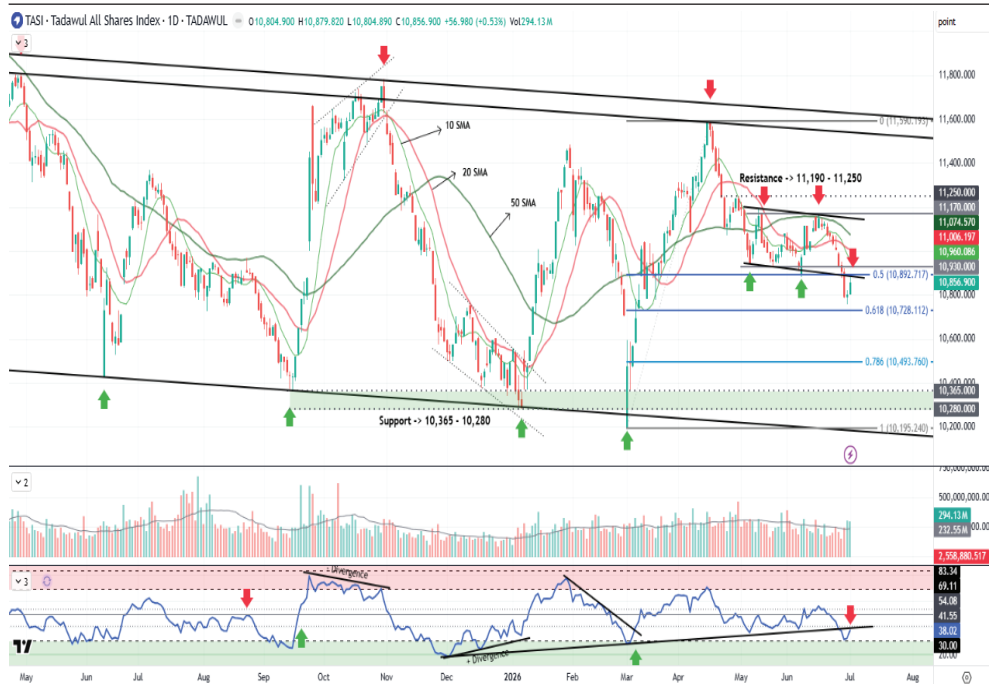 TASI · Tadawul All Shares Index · 1D · TADAWUL O10,804.900 H10,879.820 L10,804.890 C10,856.900 +56.980 (+0.53%) Vol294.13M
point
3
11,800.000
0 (11,590.193)
11,600.000
10 SMA
11,400.000
20 SMA
Resistance -> 11,190 - 11,250
11,250.000
50 SMA
11,170.000
11,074.570
11,006.197
10,960.086
10,930.000
0.5 (10,892.717)
10,856.900
10,800.000
0.618 (10,728.112)
10,600.000
0.786 (10,493.760)
10,400.000
10,365.000
10,280.000
Support -> 10,365 - 10,280
1 (10,195.240)
10,200.000
750,000,000.00
2
500,000,000.00
294.13M
232.55M
2,558,880.517
3
- Divergence
83.34
69.11
54.08
41.55
38.02
30.00
20.00
+ Divergence
May Jun Jul Aug Sep Oct Nov Dec 2026 Feb Mar Apr May Jun Jul Aug